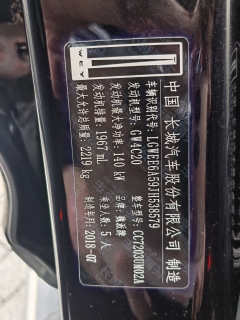 WEY
中国 长城汽车股份有限公司 制造
车辆识别代号：LGWEE6A59JH538579
发动机型号：GW4C20 整车型号：CC7203UM02A
发动机最大净功率：140 kW 品牌：魏派牌
发动机排量：1967 mL 乘坐人数：5 人
最大允许总质量：2219 kg 制造年月：2018-07